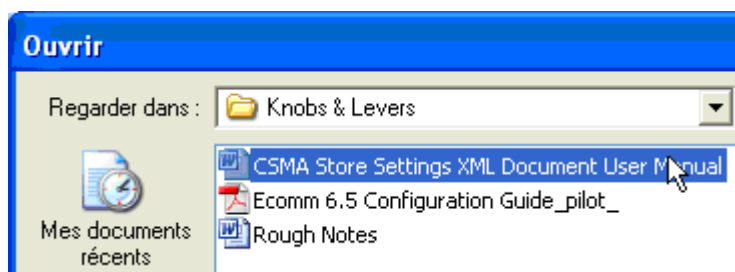 Ouvrir
Regarder dans :
Knobs & Levers
CSMA Store Settings XML Document User Manual
Ecomm 6.5 Configuration Guide_pilot_
Rough Notes
Mes documents
récents